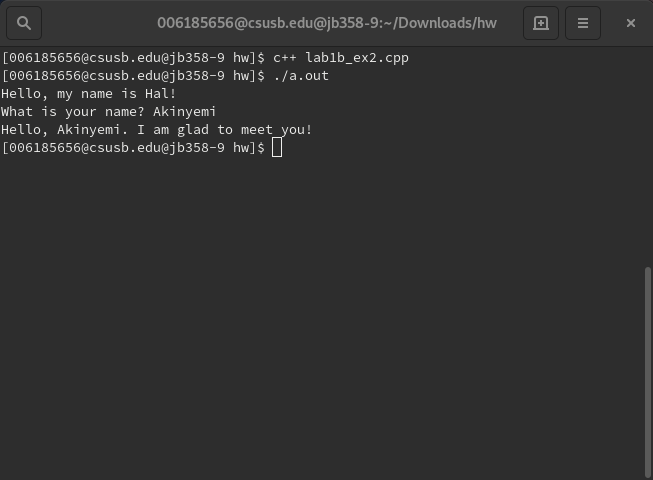 006185656@csusb.edu@jb358-9:~/Downloads/hw
[006185656@csusb.edu@jb358-9 hw]$ c++ lab1b_ex2.cpp
[006185656@csusb.edu@jb358-9 hw]$ ./a.out
Hello, my name is Hal!
What is your name? Akinyemi
Hello, Akinyemi. I am glad to meet you!
[006185656@csusb.edu@jb358-9 hw]$